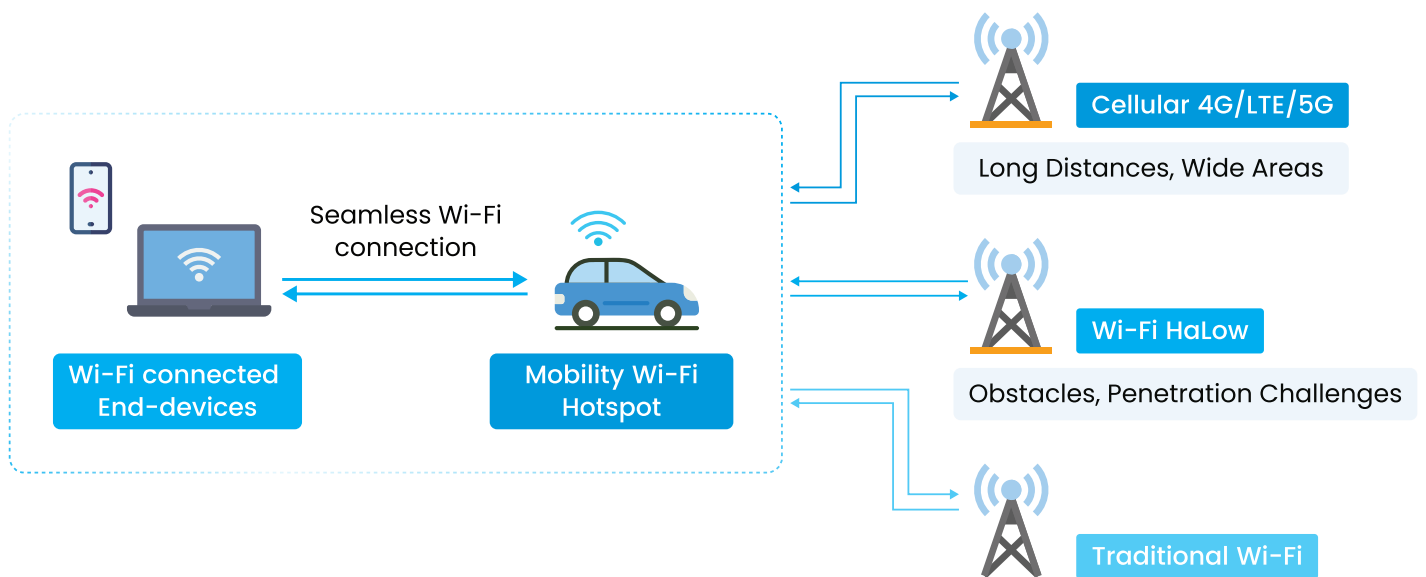 Cellular 4G/LTE/5G
Long Distances, Wide Areas
Seamless Wi-Fi
connection
Wi-Fi connected
End-devices
Mobility Wi-Fi
Hotspot
Wi-Fi HaLow
Obstacles, Penetration Challenges
Traditional Wi-Fi